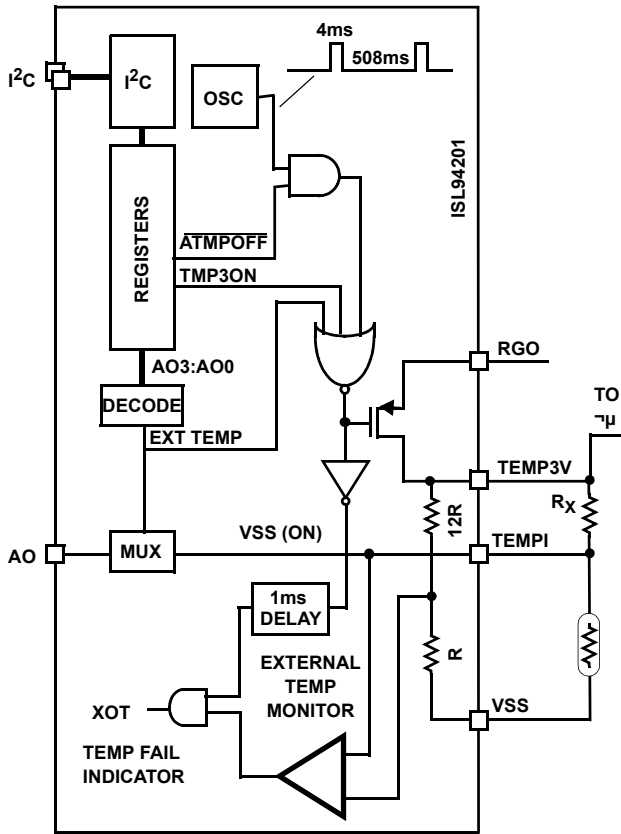 4ms
508ms
I²C
I²C
OSC
ISL94201
REGISTERS
ATMPOFF
TMP3ON
AO3:AO0
DECODE
EXT TEMP
RGO
TO
¬µ
TEMP3V
12R
RX
VSS (ON)
TEMPI
AO
MUX
1ms
DELAY
R
EXTERNAL
TEMP
MONITOR
XOT
VSS
TEMP FAIL
INDICATOR